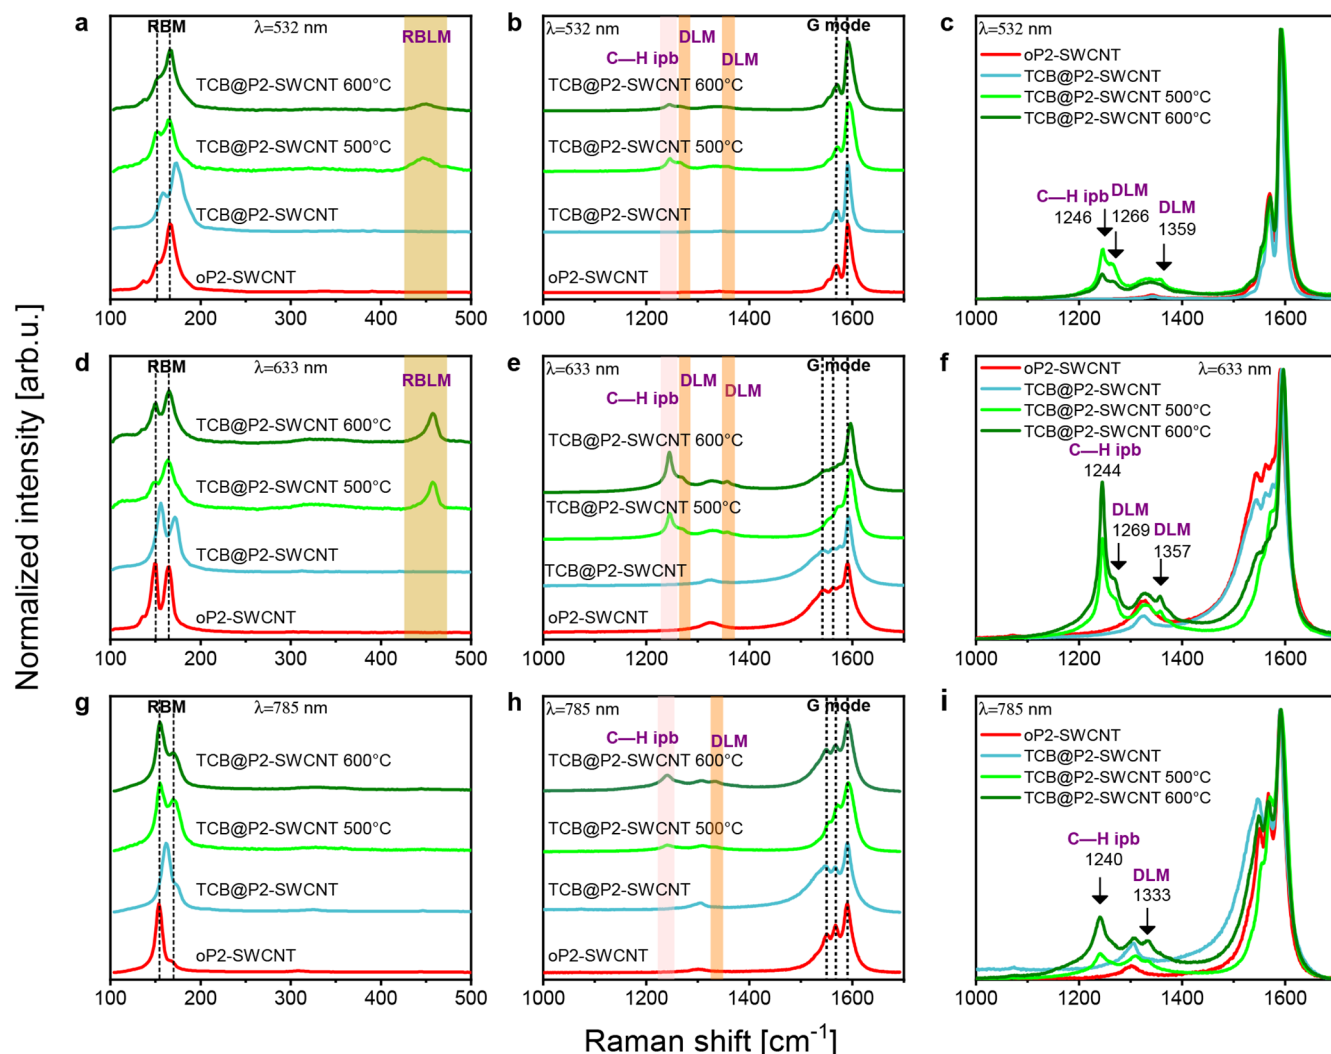 Normalized intensity [arb.u.]
a
RBM
λ=532 nm
RBLM
TCB@P2-SWCNT 600°C
TCB@P2-SWCNT 500°C
TCB@P2-SWCNT
oP2-SWCNT
100 200 300 400 500
b
λ=532 nm
DLM
G mode
C—H ipb
DLM
TCB@P2-SWCNT 600°C
TCB@P2-SWCNT 500°C
TCB@P2-SWCNT
oP2-SWCNT
1000 1200 1400 1600
c
λ=532 nm
oP2-SWCNT
TCB@P2-SWCNT
TCB@P2-SWCNT 500°C
TCB@P2-SWCNT 600°C
C—H ipb DLM
1246 1266
DLM
1359
1000 1200 1400 1600
d
RBM
λ=633 nm
RBLM
TCB@P2-SWCNT 600°C
TCB@P2-SWCNT 500°C
TCB@P2-SWCNT
oP2-SWCNT
100 200 300 400 500
e
λ=633 nm
G mode
DLM
C—H ipb
DLM
TCB@P2-SWCNT 600°C
TCB@P2-SWCNT 500°C
TCB@P2-SWCNT
oP2-SWCNT
1000 1200 1400 1600
f
λ=633 nm
oP2-SWCNT
TCB@P2-SWCNT
TCB@P2-SWCNT 500°C
TCB@P2-SWCNT 600°C
C—H ipb
1244
DLM
1269
DLM
1357
1000 1200 1400 1600
g
RBM
λ=785 nm
TCB@P2-SWCNT 600°C
TCB@P2-SWCNT 500°C
TCB@P2-SWCNT
oP2-SWCNT
100 200 300 400 500
h
λ=785 nm
G mode
C—H ipb
DLM
TCB@P2-SWCNT 600°C
TCB@P2-SWCNT 500°C
TCB@P2-SWCNT
oP2-SWCNT
1000 1200 1400 1600
i
λ=785 nm
oP2-SWCNT
TCB@P2-SWCNT
TCB@P2-SWCNT 500°C
TCB@P2-SWCNT 600°C
C—H ipb
1240
DLM
1333
1000 1200 1400 1600
Raman shift [cm⁻¹]